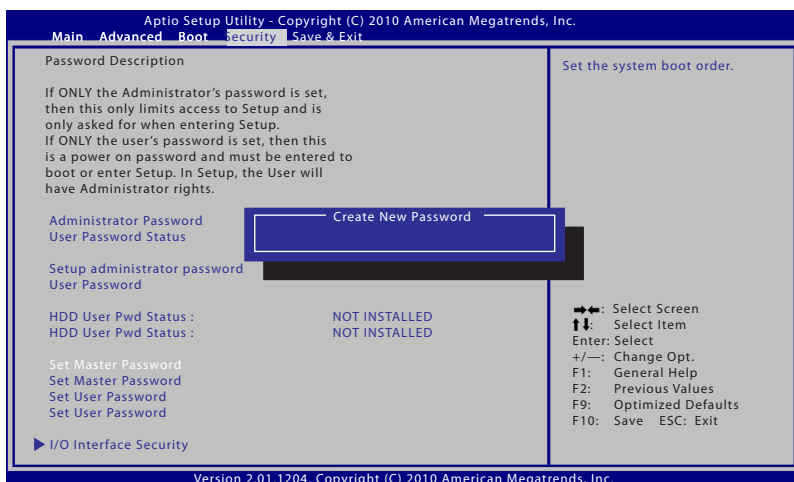 Aptio Setup Utility - Copyright (C) 2010 American Megatrends, Inc.
Main Advanced Boot Security Save & Exit
Password Description
If ONLY the Administrator's password is set,
then this only limits access to Setup and is
only asked for when entering Setup.
If ONLY the user's password is set, then this
is a power on password and must be entered to
boot or enter Setup. In Setup, the User will
have Administrator rights.
Administrator Password
User Password Status
Create New Password
Setup administrator password
User Password
HDD User Pwd Status : NOT INSTALLED
HDD User Pwd Status : NOT INSTALLED
Set Master Password
Set Master Password
Set User Password
Set User Password
I/O Interface Security
Set the system boot order.
➡⬅: Select Screen
⬆⬇: Select Item
Enter: Select
+/—: Change Opt.
F1: General Help
F2: Previous Values
F9: Optimized Defaults
F10: Save ESC: Exit
Version 2.01.1204. Copyright (C) 2010 American Megatrends, Inc.